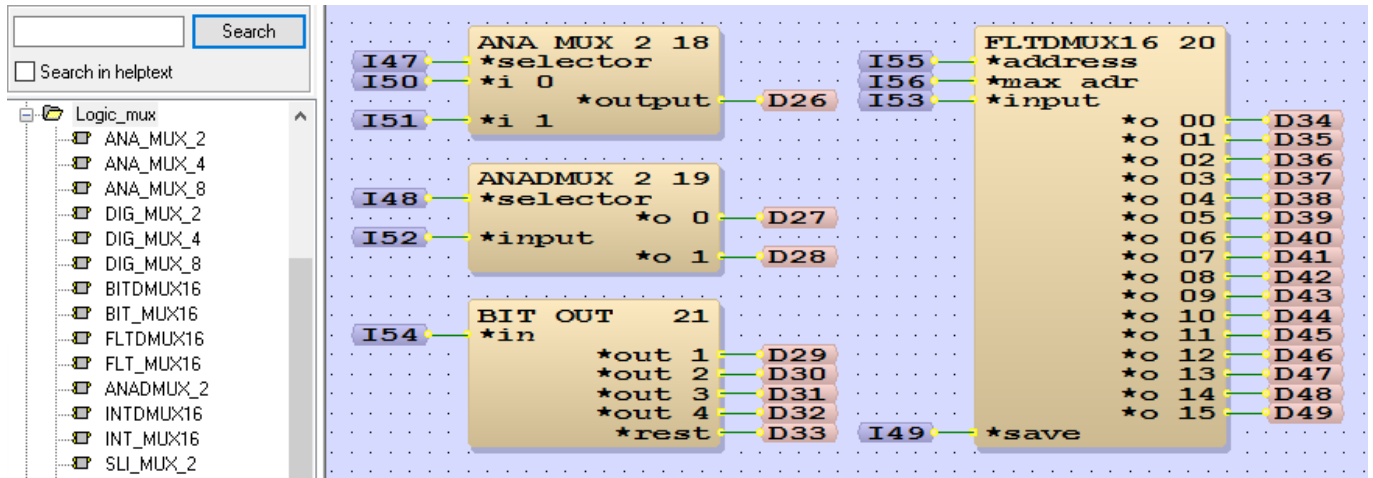 Search
Search in helptext
Logic_mux
ANA_MUX_2
ANA_MUX_4
ANA_MUX_8
DIG_MUX_2
DIG_MUX_4
DIG_MUX_8
BITDMUX16
BIT_MUX16
FLTDMUX16
FLT_MUX16
ANADMUX_2
INTDMUX16
INT_MUX16
SLI_MUX_2
ANA MUX 2 18
I47 *selector
I50 *i 0
*output D26
I51 *i 1
ANADMUX 2 19
I48 *selector
*o 0 D27
I52 *input
*o 1 D28
BIT OUT 21
I54 *in
*out 1 D29
*out 2 D30
*out 3 D31
*out 4 D32
*rest D33
FLTDMUX16 20
I55 *address
I56 *max adr
I53 *input
*o 00 D34
*o 01 D35
*o 02 D36
*o 03 D37
*o 04 D38
*o 05 D39
*o 06 D40
*o 07 D41
*o 08 D42
*o 09 D43
*o 10 D44
*o 11 D45
*o 12 D46
*o 13 D47
*o 14 D48
*o 15 D49
I49 *save